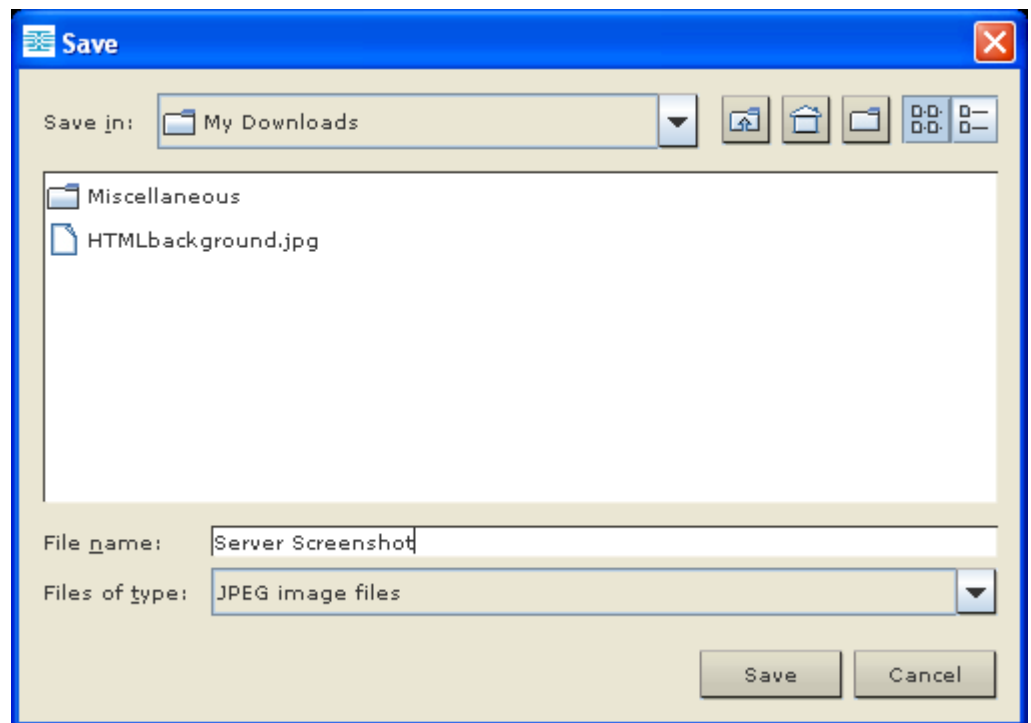 Save
Save in: My Downloads
Miscellaneous
HTMLbackground.jpg
File name: Server Screenshot
Files of type: JPEG image files
Save Cancel